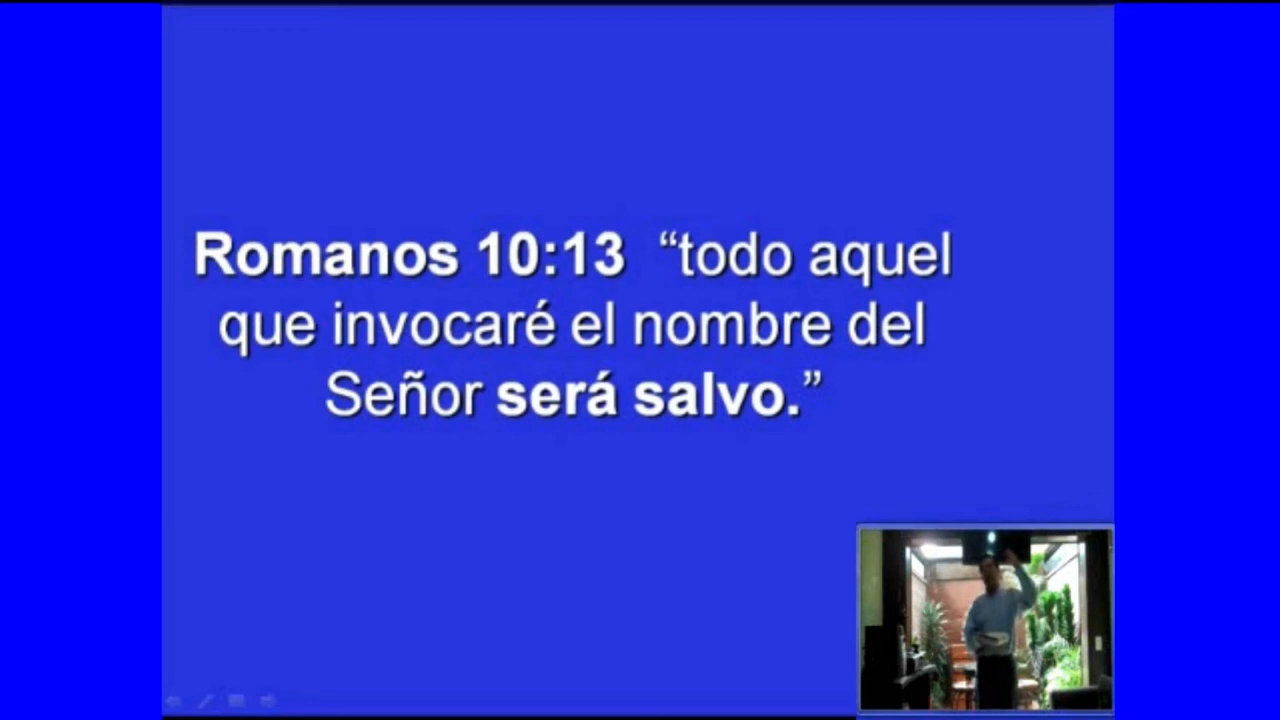 Romanos 10:13 “todo aquel
que invocaré el nombre del
Señor será salvo.”